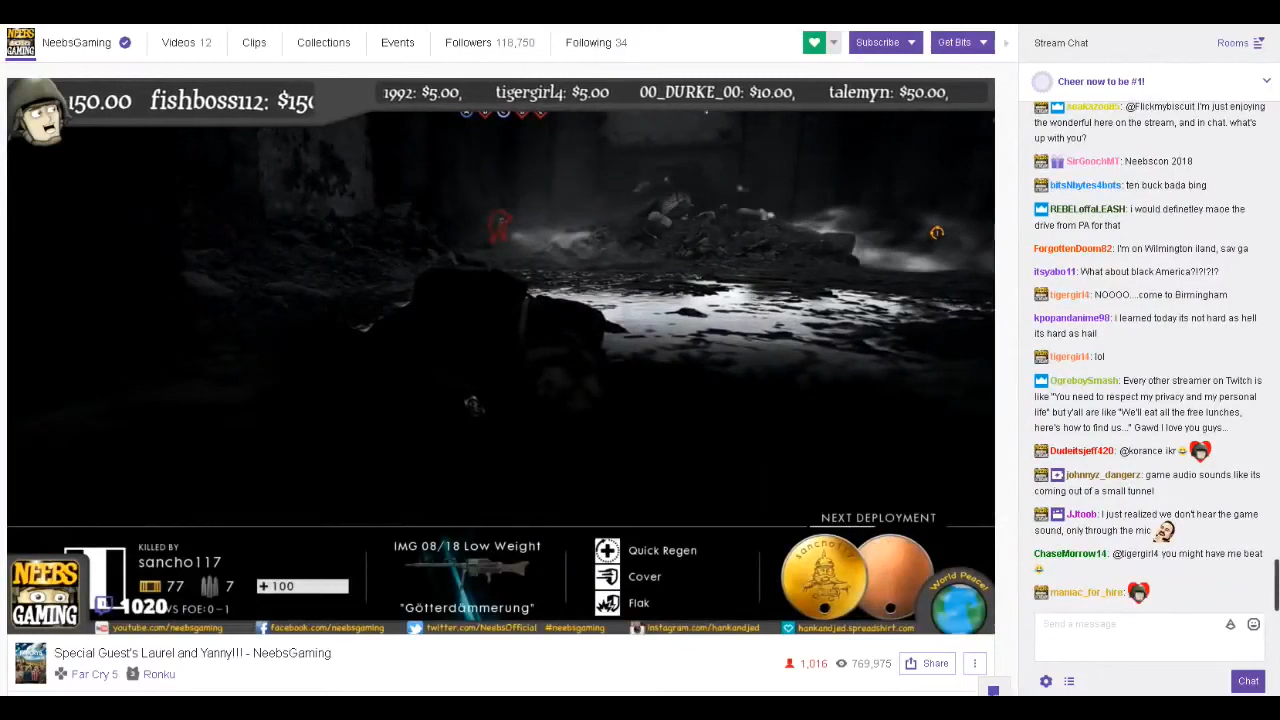 NeebsGaming
Videos 12
Clips
Collections
Events
Followers 118,750
Following 34
Subscribe
Get Bits
Stream Chat
Rooms
150.00 fishboss112: $15
1992: $5.00, tigergirl4: $5.00 00_DURKE_00: $10.00, talemyn: $50.00,
Cheer now to be #1!
@Flickmybiscuit I'm just enjoying
the wonderful here on the stream, and in chat. what's
up with you?
SirGoochMT: Neebscon 2018
bitsNbytes4bots: ten buck bada bing
REBELoffaLEASH: i would definetley maoe the
drive from PA for that
ForgottenDoom82: I'm on Wilmington iland, sav ga
itsyabo11: What about black America?!?!?!?
tigergirl4: NOOOO....come to Birmingham
kpopandanime98: i learned today its not hard as hell
its hard as hail
tigergirl4: lol
OgreboySmash: Every other streamer on Twitch is
like "You need to respect my privacy and my personal
life" but y'all are like "We'll eat all the free lunches,
here's how to find us..." Gawd I love you guys...
Dudeitsjeff420: @korance ikr
johnnyz_dangerz: game audio sounds like its
coming out of a small tunnel
JJtoob: I just realized we don't hear the game
sound, only through the mic
ChaseMorrow14: @tigergirl4 you might have me beat
maniac_for_hire:
Send a message
Chat
NEXT DEPLOYMENT
KILLED BY
sancho117
77
7
+100
VS FOE: 0-1
1020
IMG 08/18 Low Weight
"Götterdämmerung"
Quick Regen
Cover
Flak
sancho117
World Peace!
NEEBS
GAMING
youtube.com/neebsgaming
facebook.com/neebsgaming
twitter.com/NeebsOfficial #neebsgaming
instagram.com/hankandjed
hankandjed.spreadshirt.com
Special Guest's Laurel and Yanny!!! - NeebsGaming
Far Cry 5
Ronku
1,016
769,975
Share